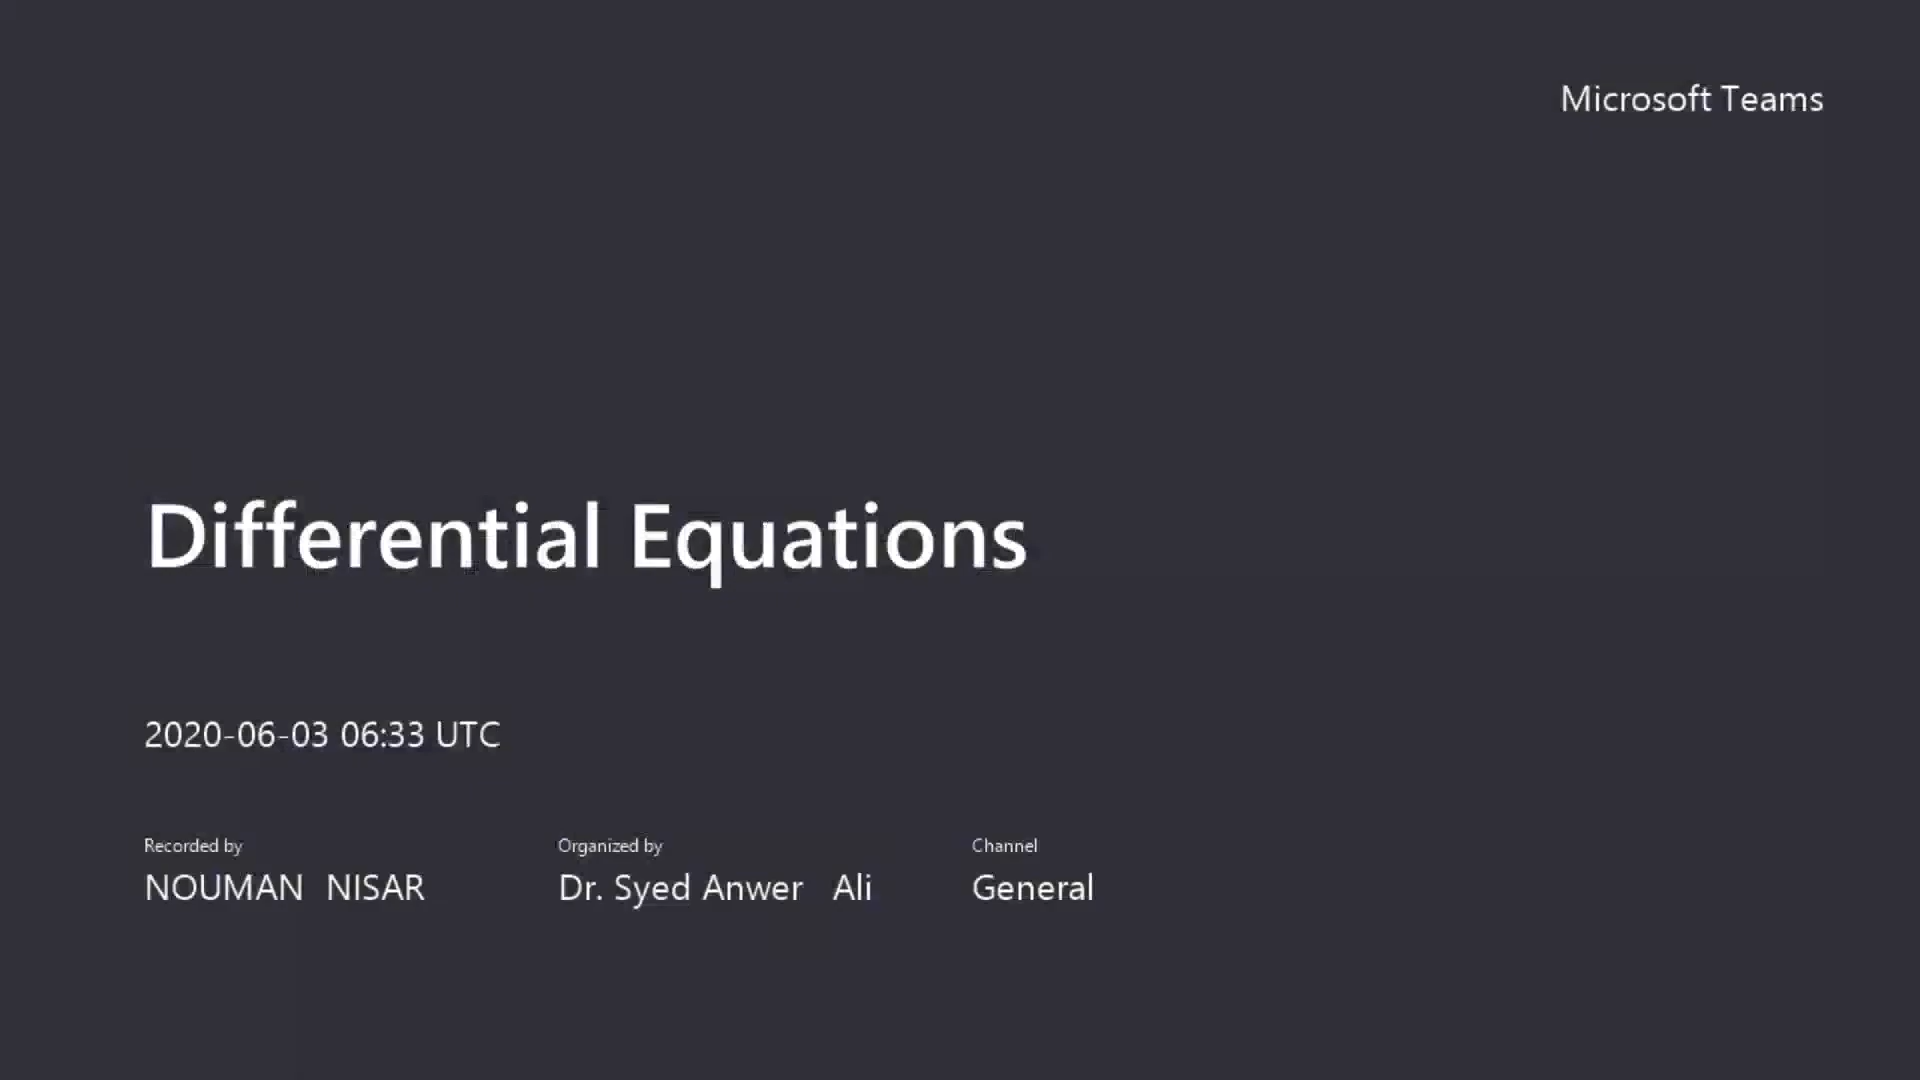 Microsoft Teams
Differential Equations
2020-06-03 06:33 UTC
Recorded by
NOUMAN NISAR
Organized by
Dr. Syed Anwer Ali
Channel
General